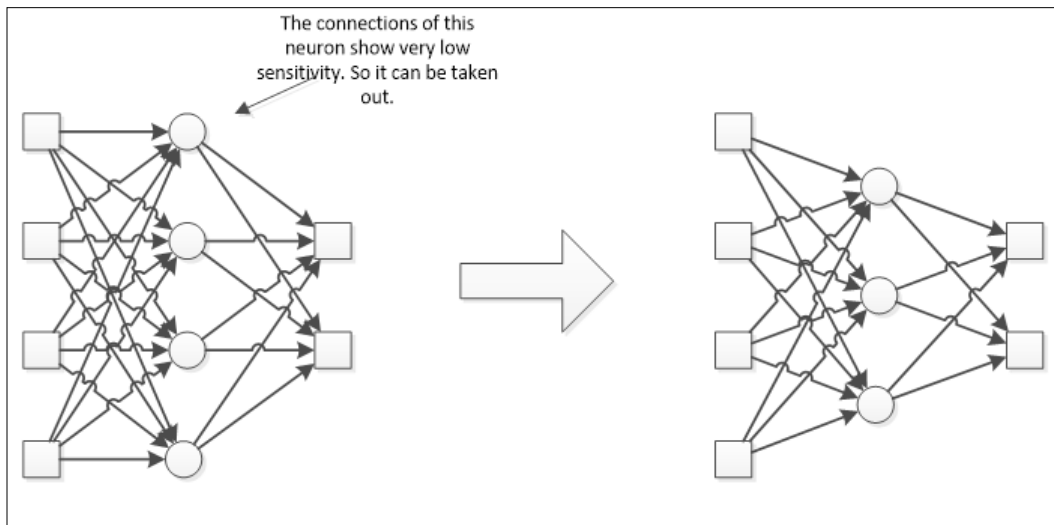 The connections of this
neuron show very low
sensitivity. So it can be taken
out.